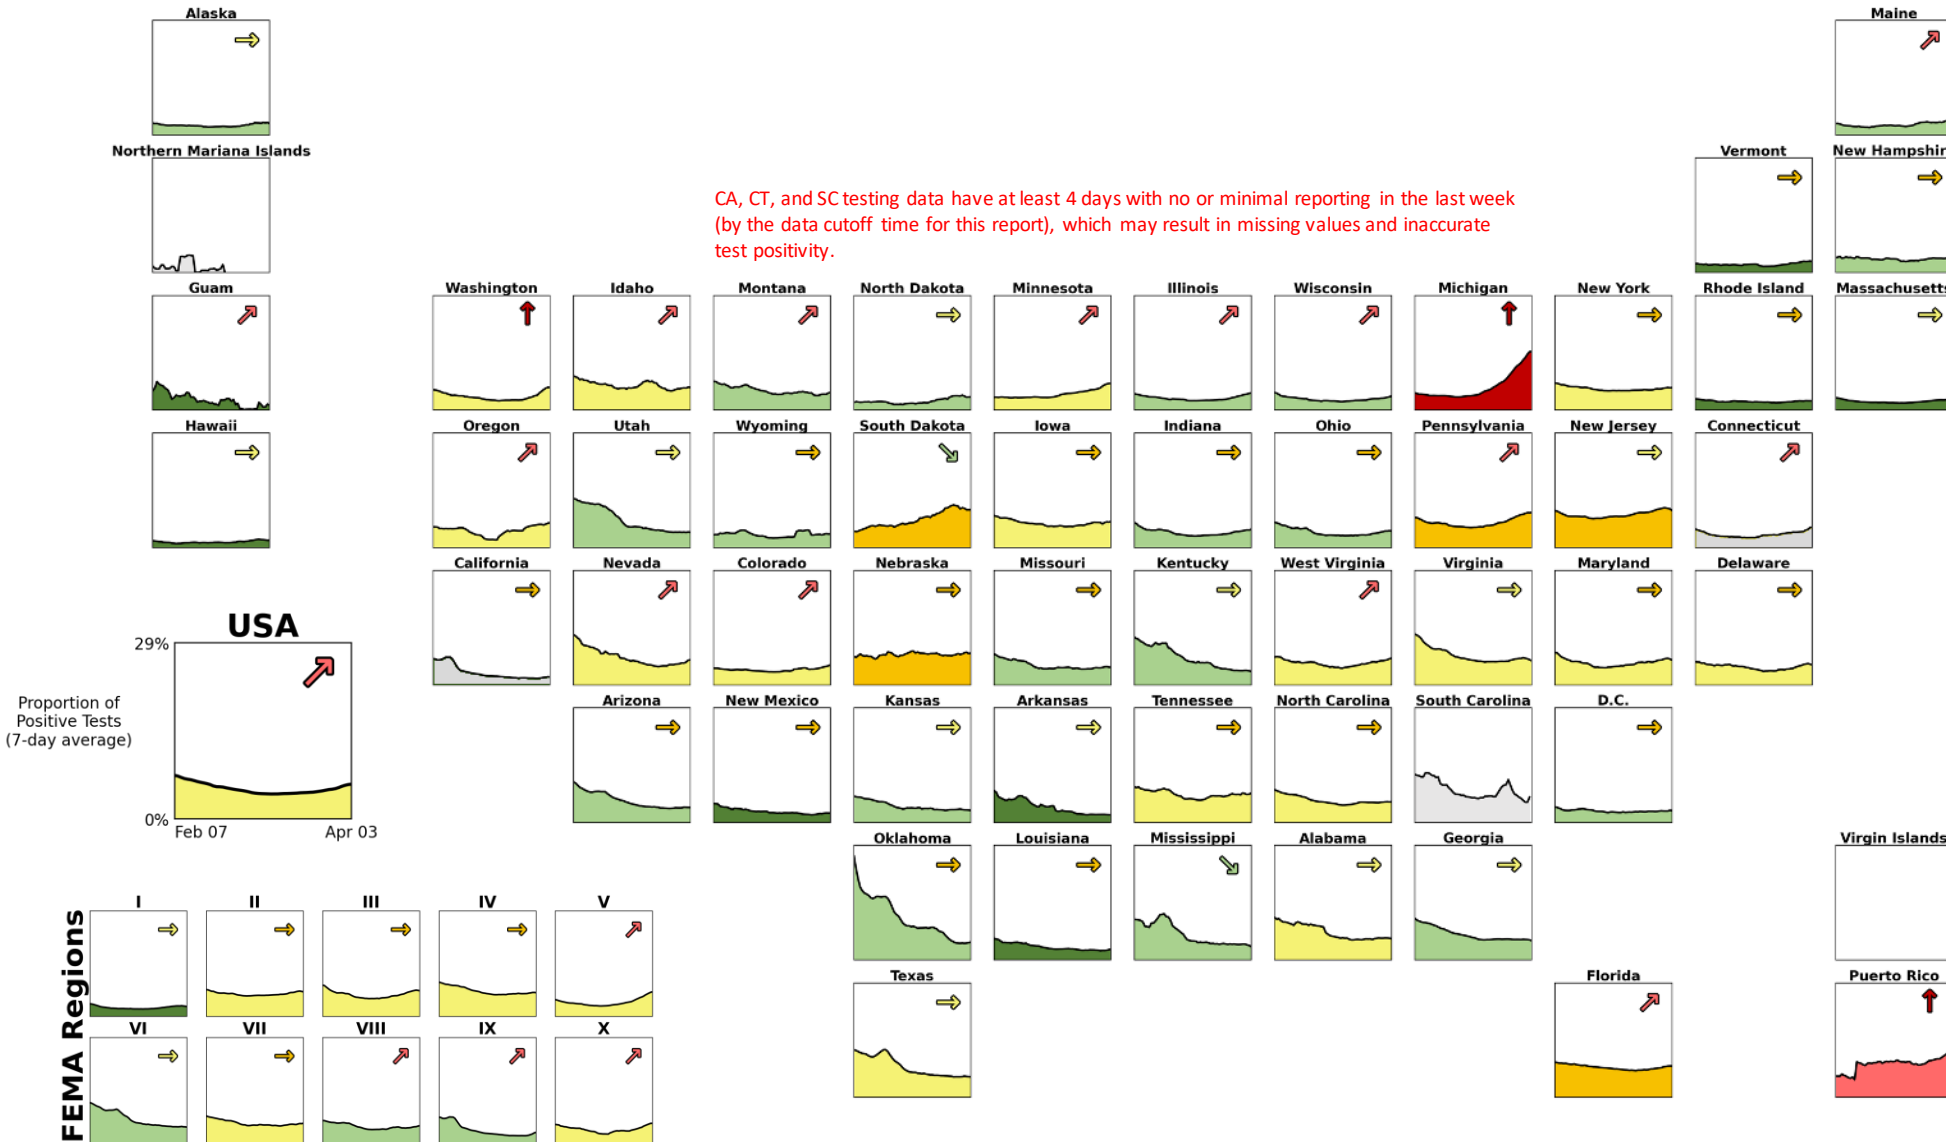 Alaska
Maine
Northern Mariana Islands
Vermont
New Hampshir
CA, CT, and SC testing data have at least 4 days with no or minimal reporting in the last week
(by the data cutoff time for this report), which may result in missing values and inaccurate
test positivity.
Guam
Washington
Idaho
Montana
North Dakota
Minnesota
Illinois
Wisconsin
Michigan
New York
Rhode Island
Massachusetts
Hawaii
Oregon
Utah
Wyoming
South Dakota
Iowa
Indiana
Ohio
Pennsylvania
New Jersey
Connecticut
California
Nevada
Colorado
Nebraska
Missouri
Kentucky
West Virginia
Virginia
Maryland
Delaware
USA
29%
Proportion of
Positive Tests
(7-day average)
0%
Feb 07
Apr 03
Arizona
New Mexico
Kansas
Arkansas
Tennessee
North Carolina
South Carolina
D.C.
Oklahoma
Louisiana
Mississippi
Alabama
Georgia
Virgin Islands
Texas
Florida
Puerto Rico
FEMA Regions
I
II
III
IV
V
VI
VII
VIII
IX
X